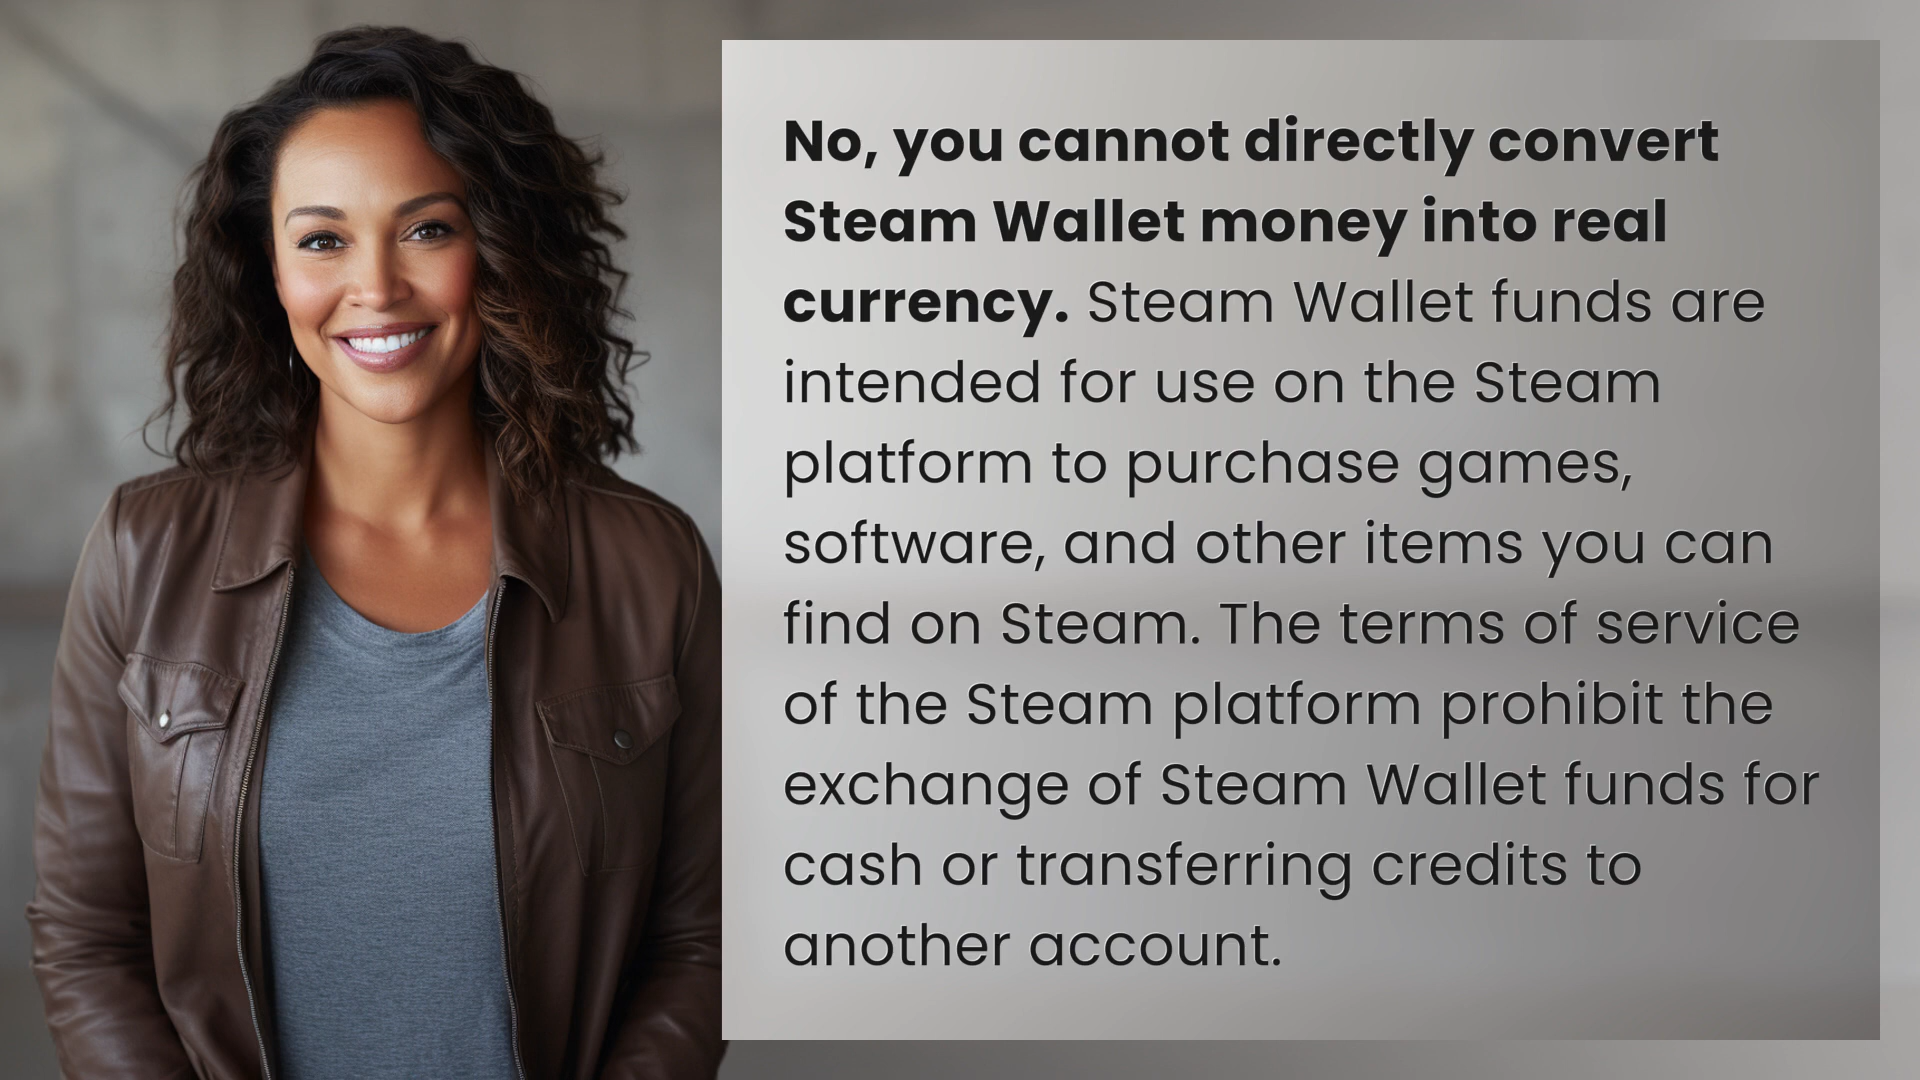 No, you cannot directly convert
Steam Wallet money into real
currency. Steam Wallet funds are
intended for use on the Steam
platform to purchase games,
software, and other items you can
find on Steam. The terms of service
of the Steam platform prohibit the
exchange of Steam Wallet funds for
cash or transferring credits to
another account.